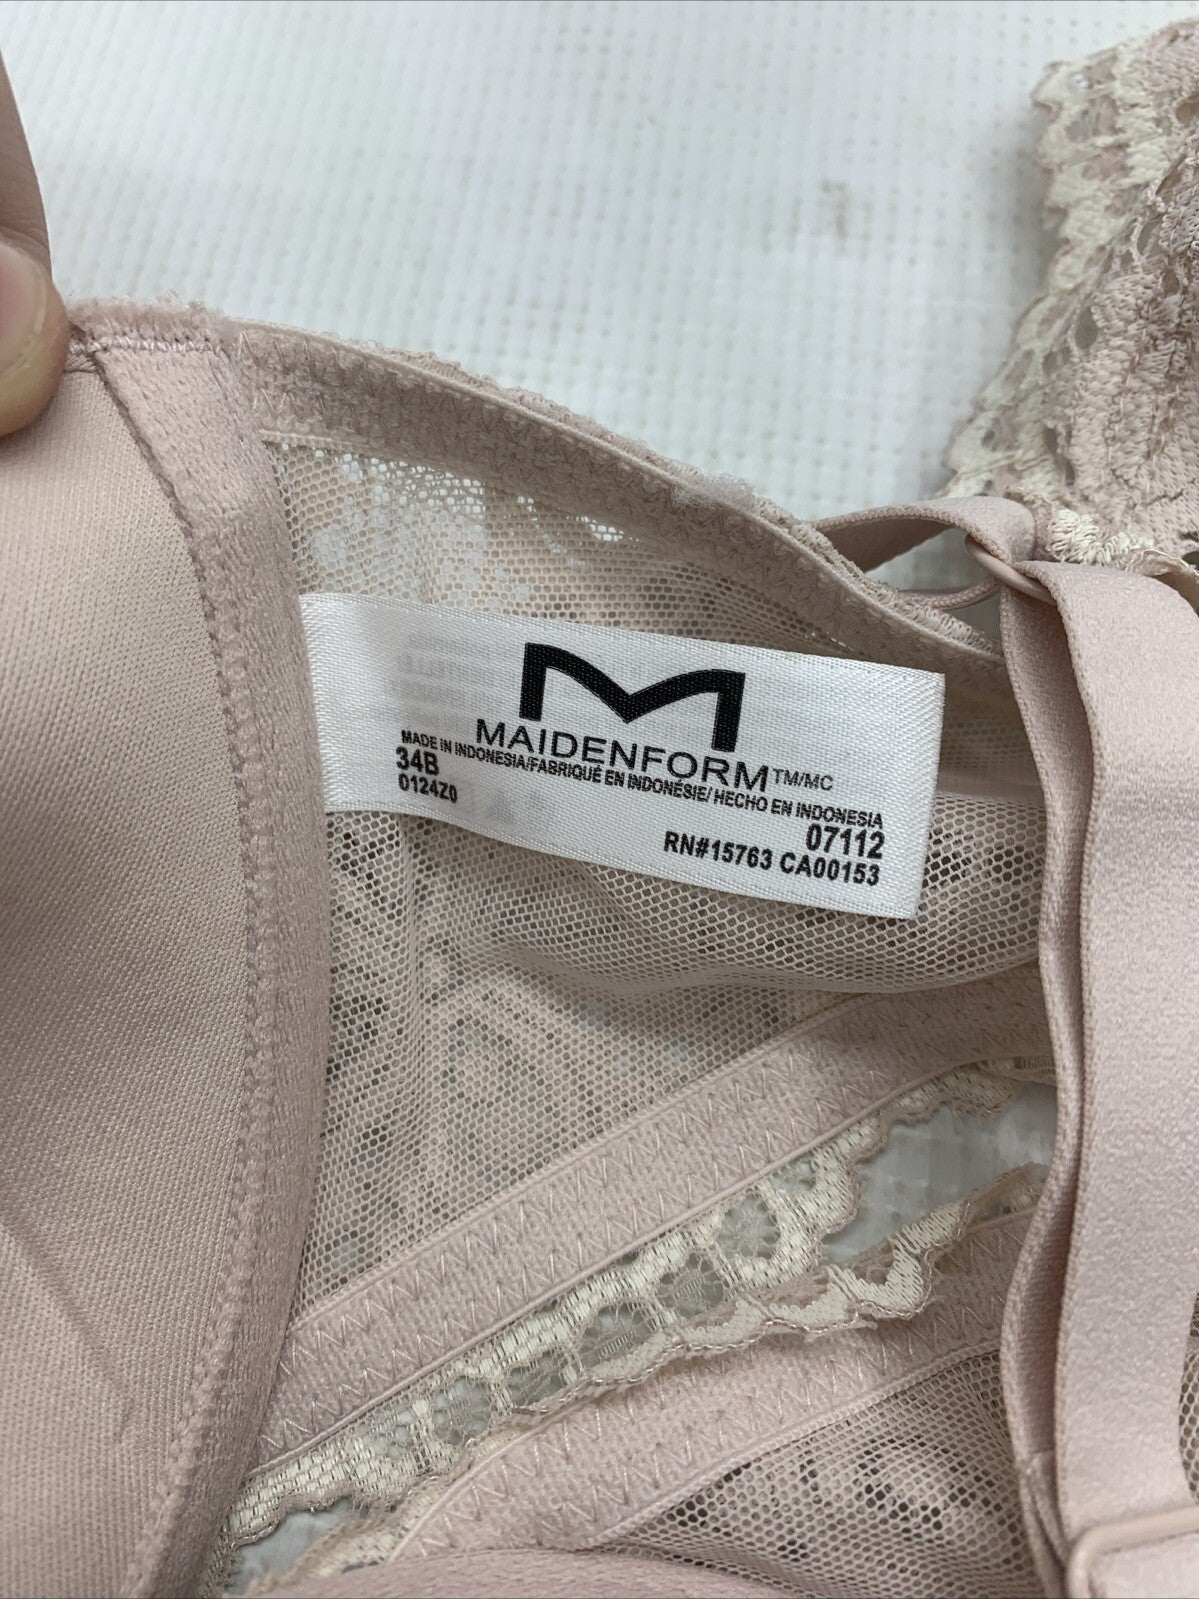 MAIDENFORM TM/MC
MADE IN INDONESIA/FABRIQUÉ EN INDONÉSIE/ HECHO EN INDONESIA
34B
07112
0124Z0
RN#15763 CA00153